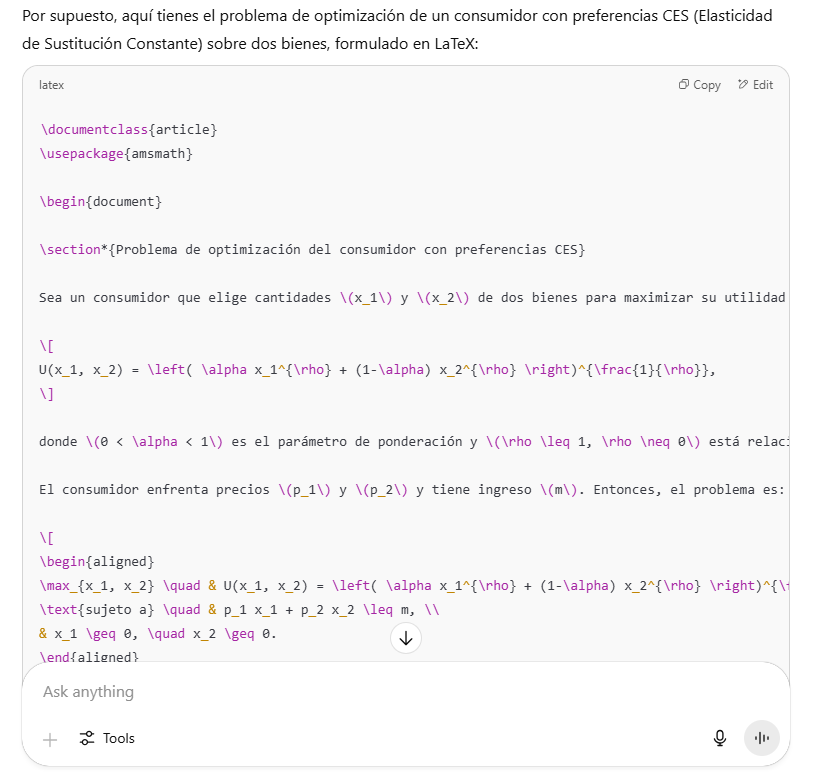 Por supuesto, aquí tienes el problema de optimización de un consumidor con preferencias CES (Elasticidad
de Sustitución Constante) sobre dos bienes, formulado en LaTeX:
latex
Copy
Edit
\documentclass{article}
\usepackage{amsmath}
\begin{document}
\section*{Problema de optimización del consumidor con preferencias CES}
Sea un consumidor que elige cantidades \(x_1\) y \(x_2\) de dos bienes para maximizar su utilidad
\[
U(x_1, x_2) = \left( \alpha x_1^{\rho} + (1-\alpha) x_2^{\rho} \right)^{\frac{1}{\rho}},
\]
donde \(0 < \alpha < 1\) es el parámetro de ponderación y \(\rho \leq 1, \rho \neq 0\) está relaci
El consumidor enfrenta precios \(p_1\) y \(p_2\) y tiene ingreso \(m\). Entonces, el problema es:
\[
\begin{aligned}
\max_{x_1, x_2} \quad & U(x_1, x_2) = \left( \alpha x_1^{\rho} + (1-\alpha) x_2^{\rho} \right)^{\f
\text{sujeto a} \quad & p_1 x_1 + p_2 x_2 \leq m, \\
& x_1 \geq 0, \quad x_2 \geq 0.
\end{aligned}
Ask anything
Tools